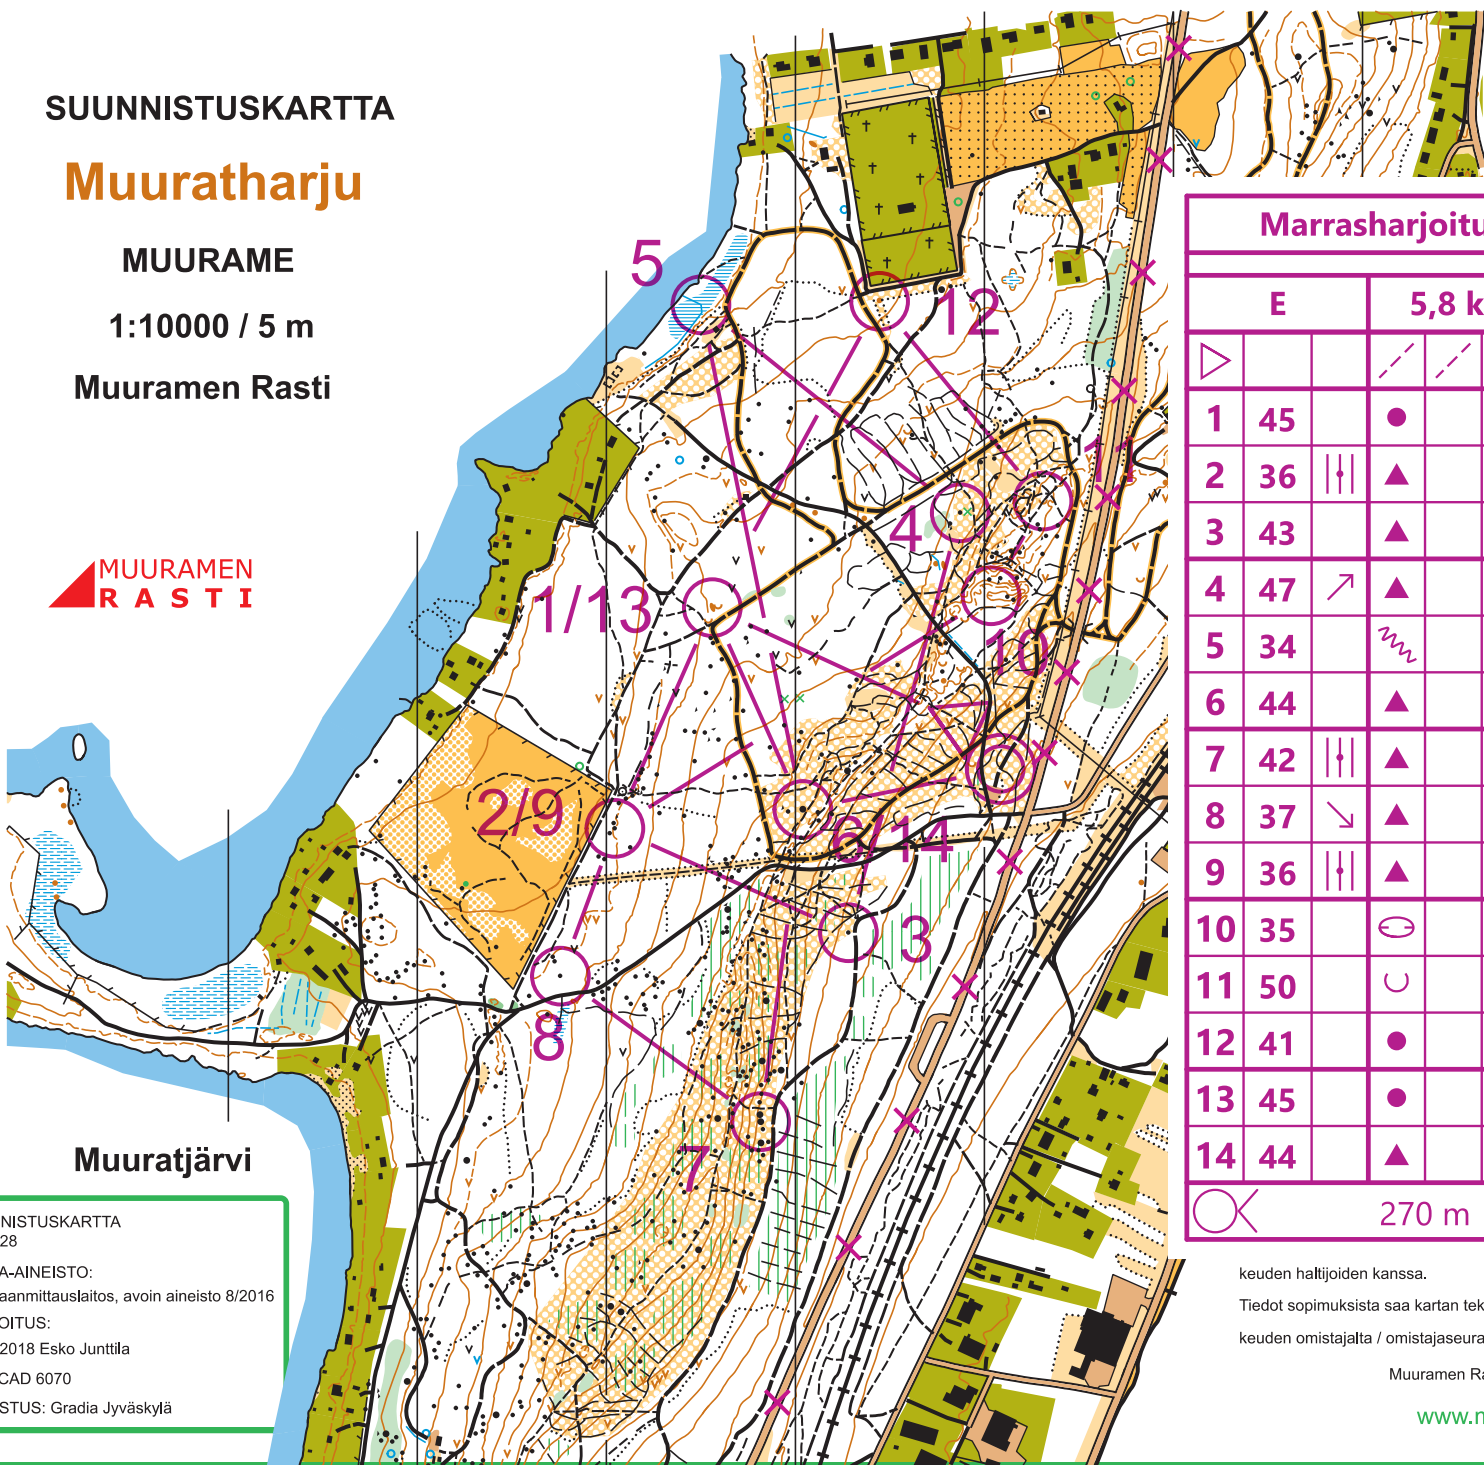 SUUNNISTUSKARTTA
Muuratharju
MUURAME
1:10000 / 5 m
Muuramen Rasti
MUURAMEN
RASTI
Muuratjärvi
NISTUSKARTTA
28
A-AINEISTO:
aanmittauslaitos, avoin aineisto 8/2016
OITUS:
2018 Esko Junttila
CAD 6070
STUS: Gradia Jyväskylä
5
12
11
4
1/13
10
2/9
6/14
3
8
7
Marrasharjoitu
E 5,8 k
1 45
2 36
3 43
4 47
5 34
6 44
7 42
8 37
9 36
10 35
11 50
12 41
13 45
14 44
270 m
keuden haltijoiden kanssa.
Tiedot sopimuksista saa kartan tek
keuden omistajalta / omistajaseura
Muuramen Ra
www.m